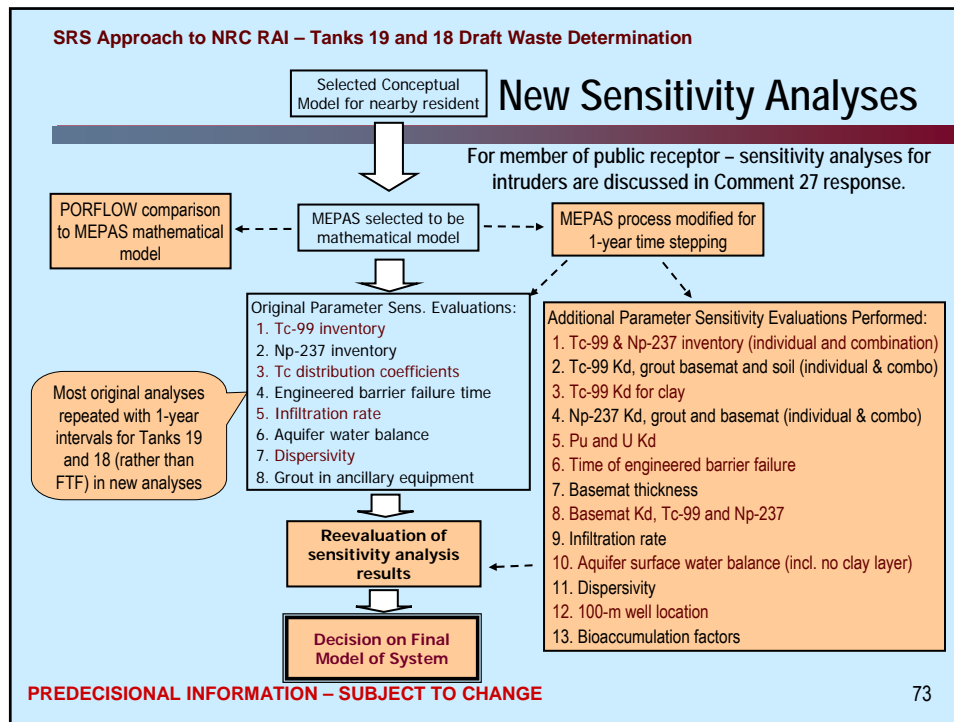 SRS Approach to NRC RAI – Tanks 19 and 18 Draft Waste Determination
Selected Conceptual
Model for nearby resident
New Sensitivity Analyses
For member of public receptor – sensitivity analyses for
intruders are discussed in Comment 27 response.
PORFLOW comparison
to MEPAS mathematical
model
MEPAS selected to be
mathematical model
MEPAS process modified for
1-year time stepping
Original Parameter Sens. Evaluations:
1. Tc-99 inventory
2. Np-237 inventory
3. Tc distribution coefficients
4. Engineered barrier failure time
5. Infiltration rate
6. Aquifer water balance
7. Dispersivity
8. Grout in ancillary equipment
Most original analyses
repeated with 1-year
intervals for Tanks 19
and 18 (rather than
FTF) in new analyses
Additional Parameter Sensitivity Evaluations Performed:
1. Tc-99 & Np-237 inventory (individual and combination)
2. Tc-99 Kd, grout basemat and soil (individual & combo)
3. Tc-99 Kd for clay
4. Np-237 Kd, grout and basemat (individual & combo)
5. Pu and U Kd
6. Time of engineered barrier failure
7. Basemat thickness
8. Basemat Kd, Tc-99 and Np-237
9. Infiltration rate
10. Aquifer surface water balance (incl. no clay layer)
11. Dispersivity
12. 100-m well location
13. Bioaccumulation factors
Reevaluation of
sensitivity analysis
results
Decision on Final
Model of System
PREDECISIONAL INFORMATION – SUBJECT TO CHANGE
73